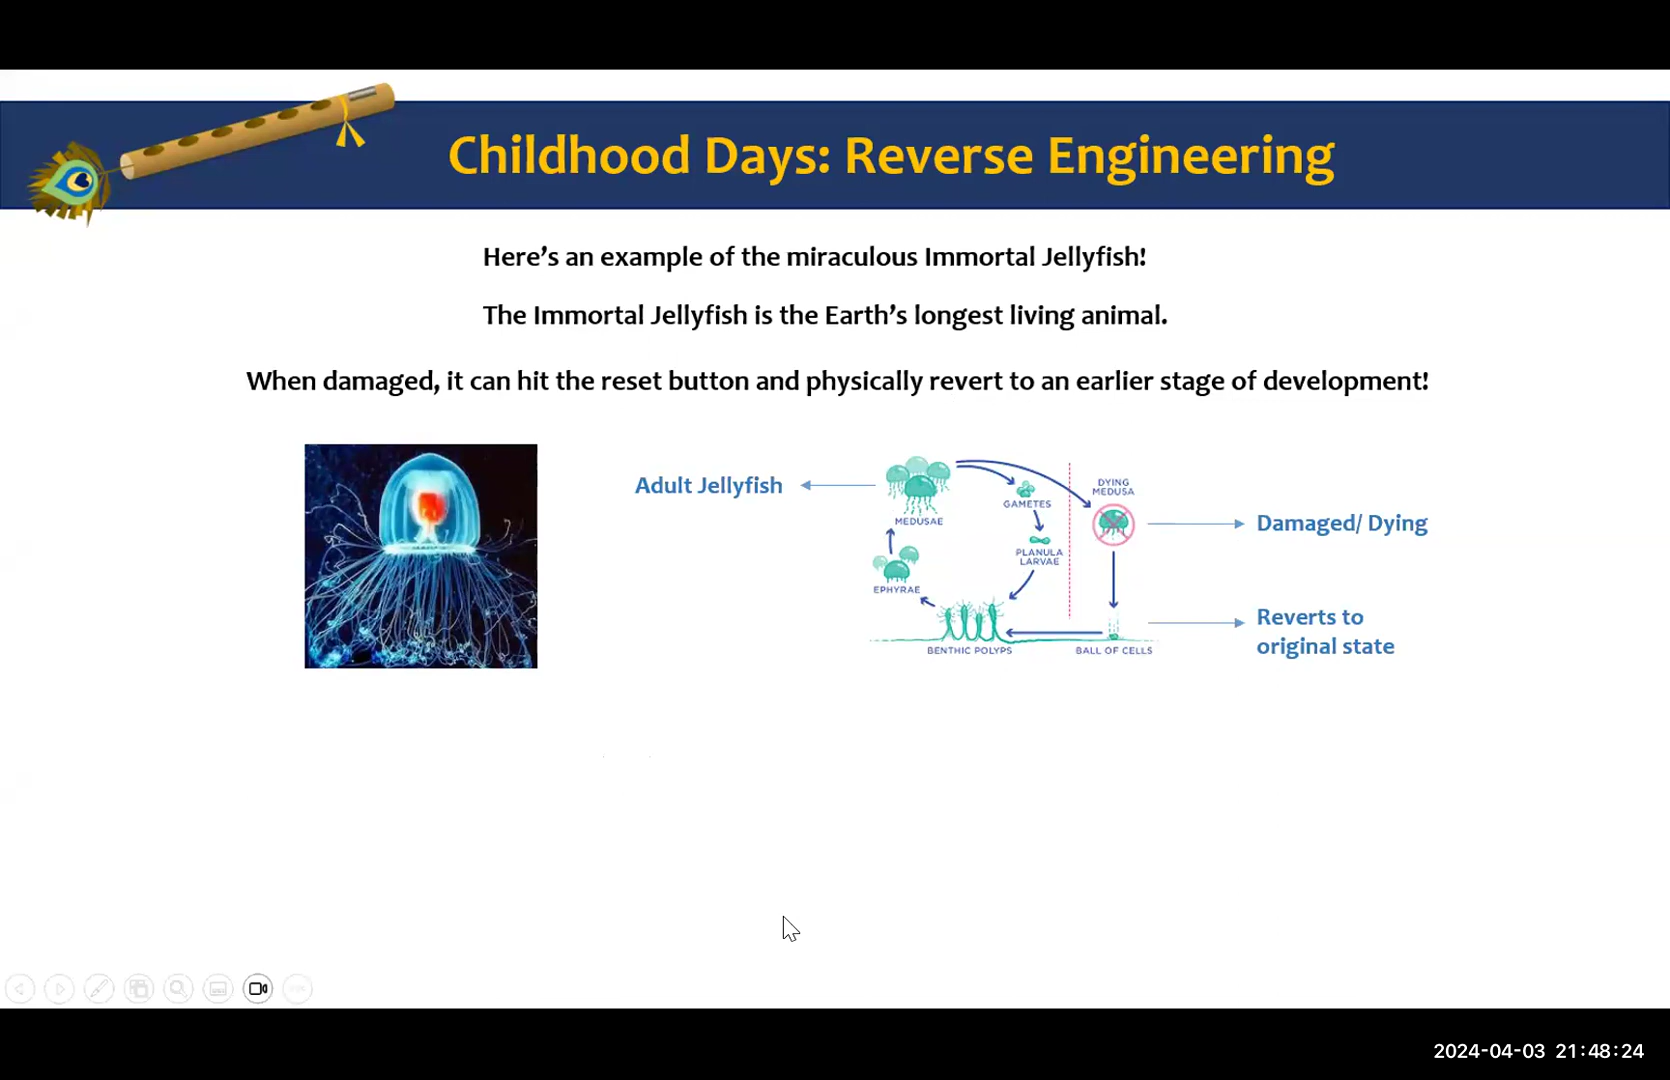 Childhood Days: Reverse Engineering
Here’s an example of the miraculous Immortal Jellyfish!
The Immortal Jellyfish is the Earth’s longest living animal.
When damaged, it can hit the reset button and physically revert to an earlier stage of development!
Adult Jellyfish
MEDUSAE
GAMETES
PLANULA
LARVAE
EPHYRAE
BENTHIC POLYPS
DYING
MEDUSA
BALL OF CELLS
Damaged/ Dying
Reverts to
original state
2024-04-03 21:48:24